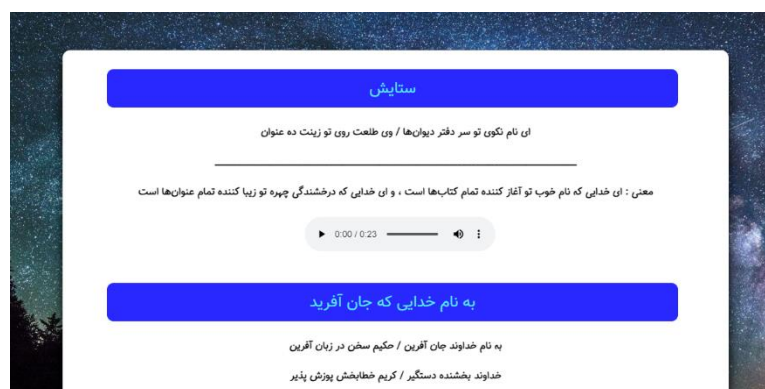 ستایش
ای نام نکوی تو سر دفتر دیوان‌ها / وی طلعت روی تو زینت ده عنوان
معنی : ای خدایی که نام خوب تو آغاز کننده تمام کتاب‌ها است ، و ای خدایی که درخشندگی چهره تو زیبا کننده تمام عنوان‌ها است
0:00 / 0:23
به نام خدایی که جان آفرید
به نام خداوند جان آفرین / حکیم سخن در زبان آفرین
خداوند بخشنده دستگیر / کریم خطابخش پوزش پذیر